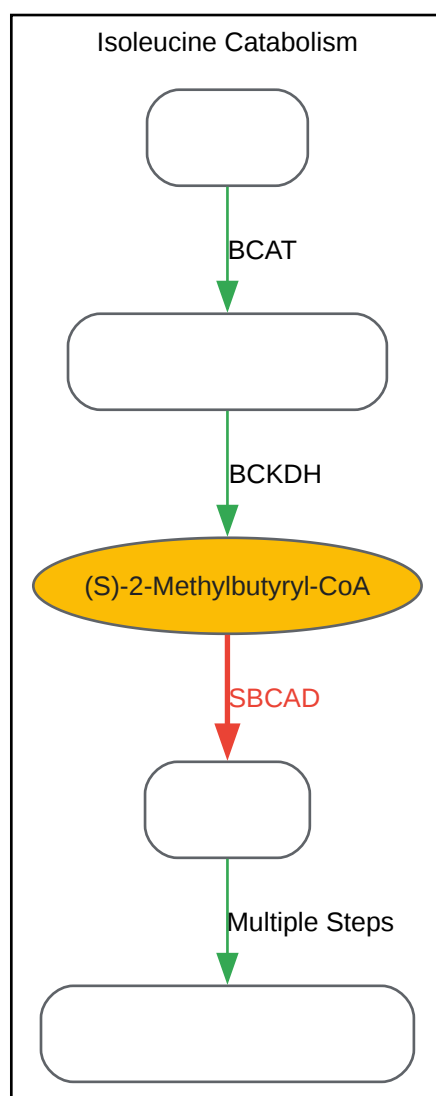 Isoleucine Catabolism
BCAT
BCKDH
(S)-2-Methylbutyryl-CoA
SBCAD
Multiple Steps